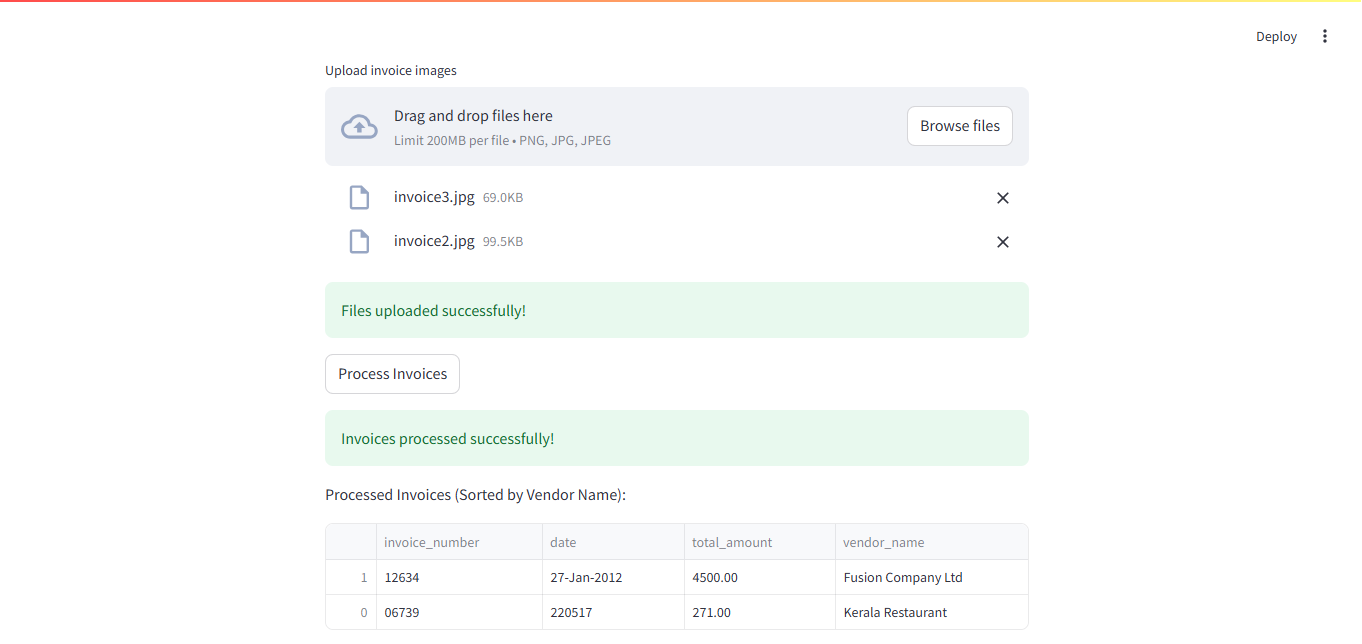 Deploy
Upload invoice images
Drag and drop files here
Limit 200MB per file • PNG, JPG, JPEG
Browse files
invoice3.jpg 69.0KB
invoice2.jpg 99.5KB
Files uploaded successfully!
Process Invoices
Invoices processed successfully!
Processed Invoices (Sorted by Vendor Name):
invoice_number date total_amount vendor_name
1 12634 27-Jan-2012 4500.00 Fusion Company Ltd
0 06739 220517 271.00 Kerala Restaurant